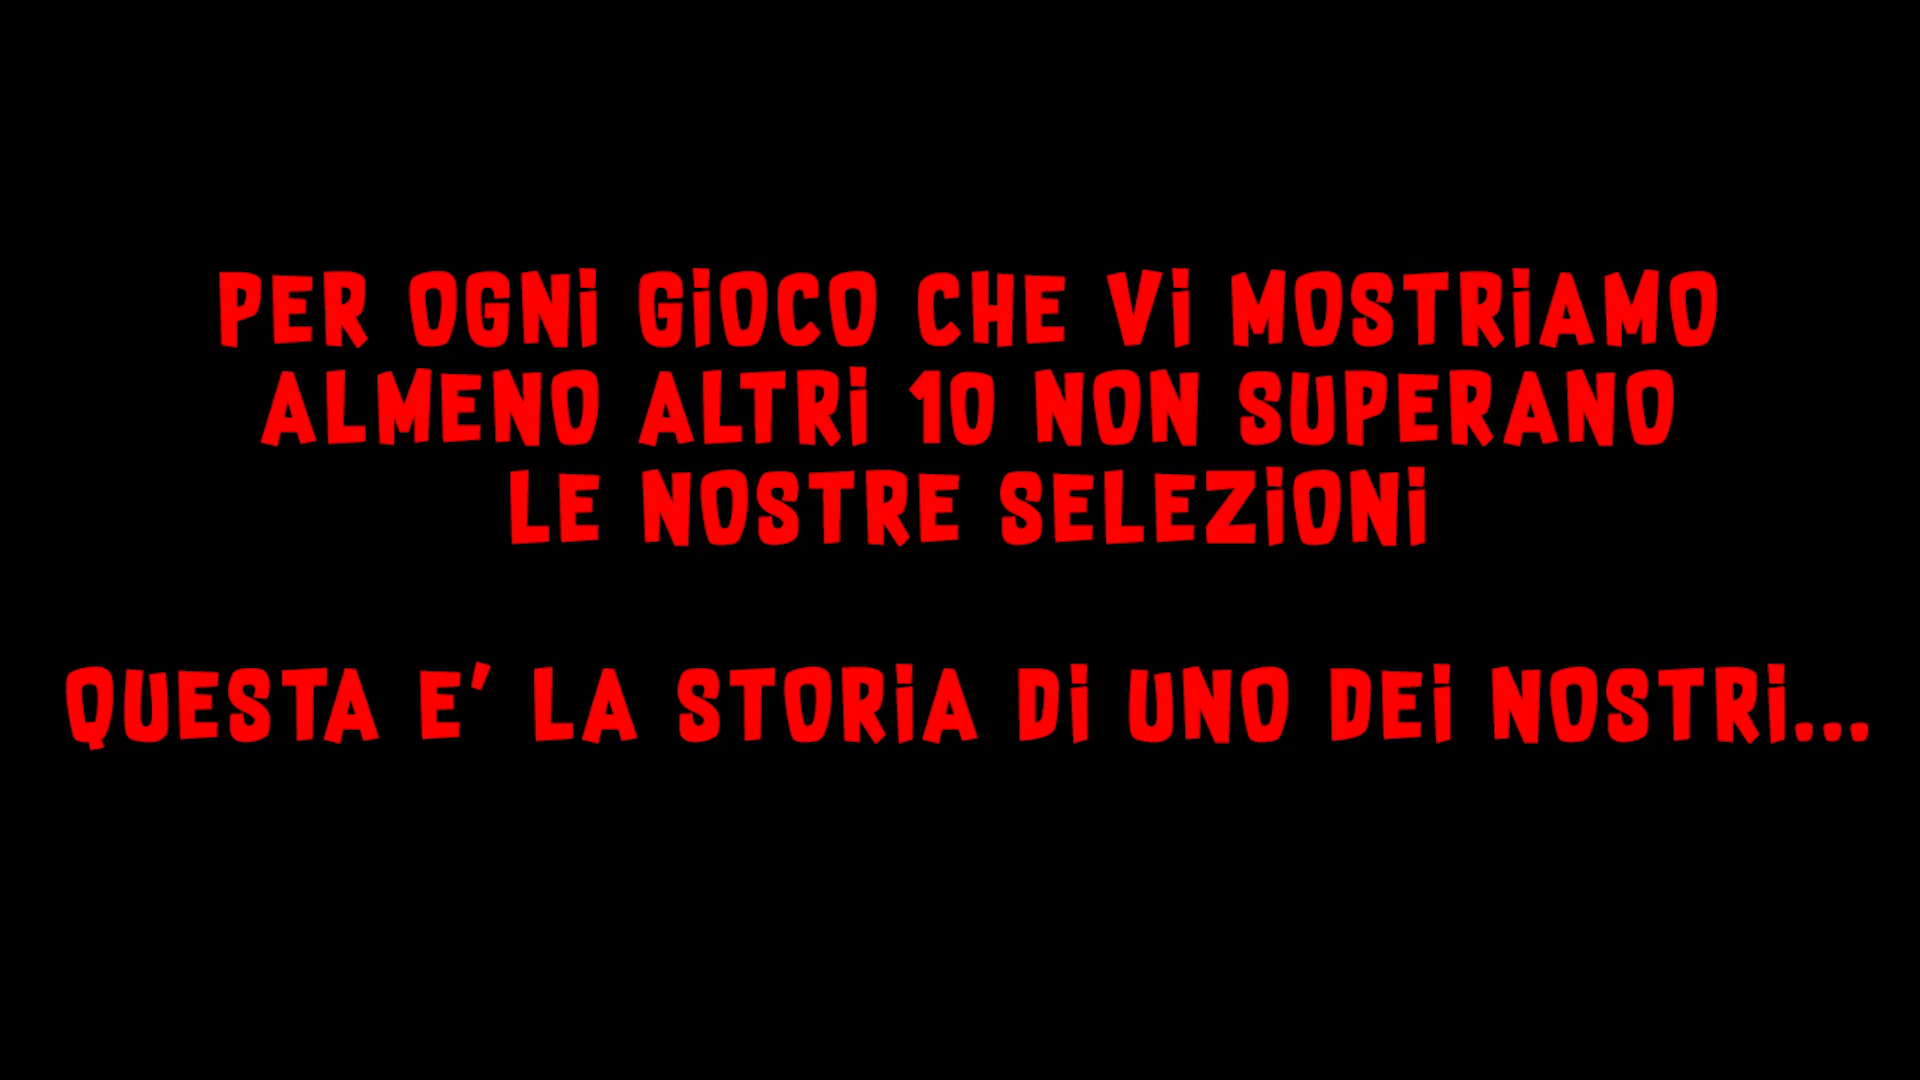 PER OGNI GIOCO CHE VI MOSTRIAMO
ALMENO ALTRI 10 NON SUPERANO
LE NOSTRE SELEZIONI
QUESTA E' LA STORIA DI UNO DEI NOSTRI...